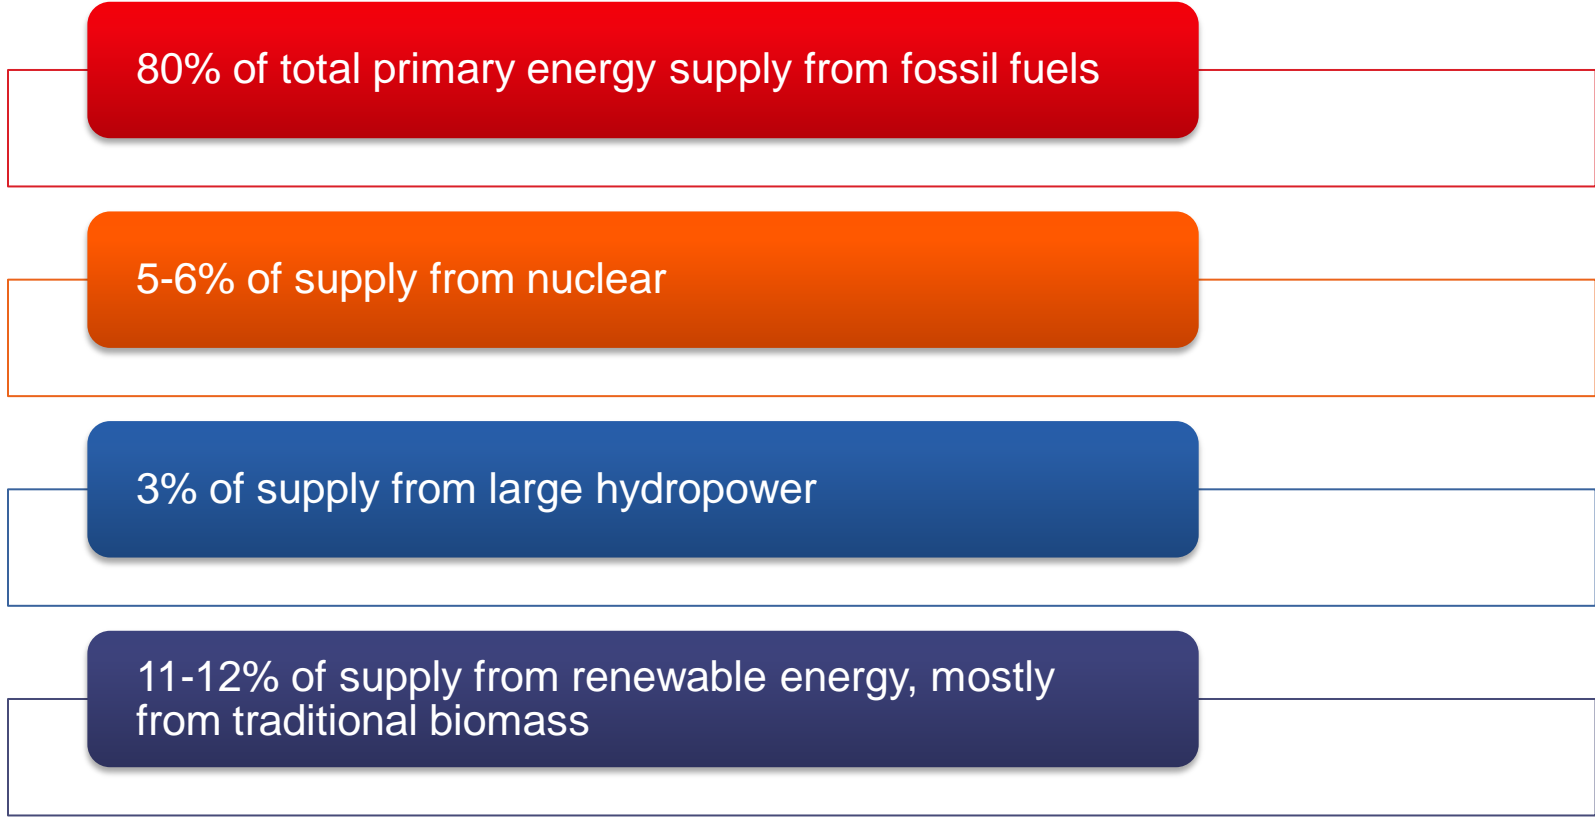 80% of total primary energy supply from fossil fuels
5-6% of supply from nuclear
3% of supply from large hydropower
11-12% of supply from renewable energy, mostly
from traditional biomass